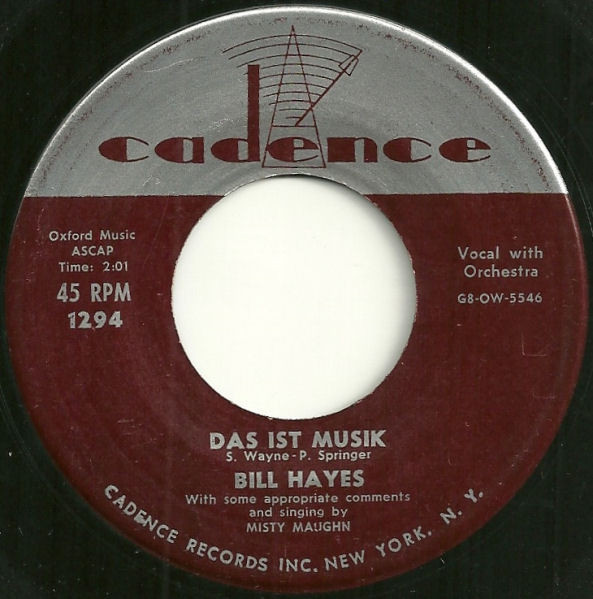 cadence
Oxford Music
ASCAP
Time: 2:01
45 RPM
1294
Vocal with
Orchestra
G8-OW-5546
DAS IST MUSIK
S. Wayne - P. Springer
BILL HAYES
With some appropriate comments
and singing by
MISTY MAUGHN
CADENCE RECORDS INC. NEW YORK. N. Y.